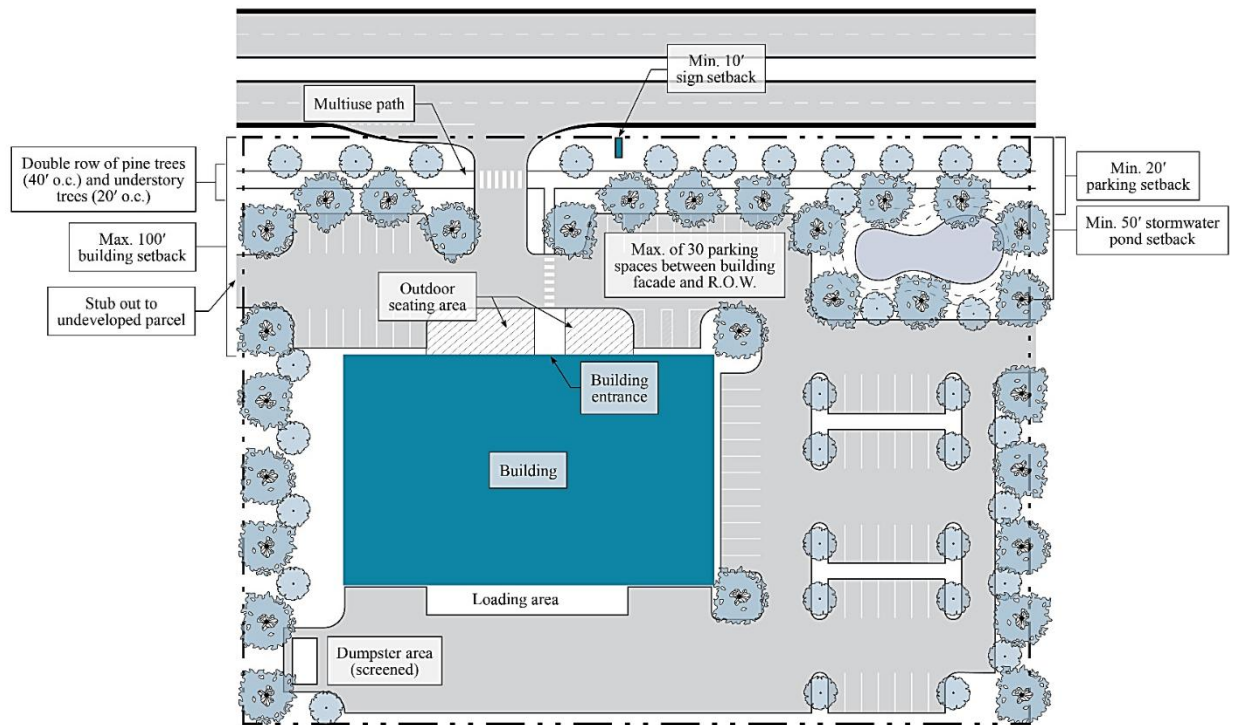 Min. 10′
sign setback
Multiuse path
Double row of pine trees
(40′ o.c.) and understory
trees (20′ o.c.)
Min. 20′
parking setback
Max. 100′
building setback
Max. of 30 parking
spaces between building
facade and R.O.W.
Min. 50′ stormwater
pond setback
Stub out to
undeveloped parcel
Outdoor
seating area
Building
entrance
Building
Loading area
Dumpster area
(screened)